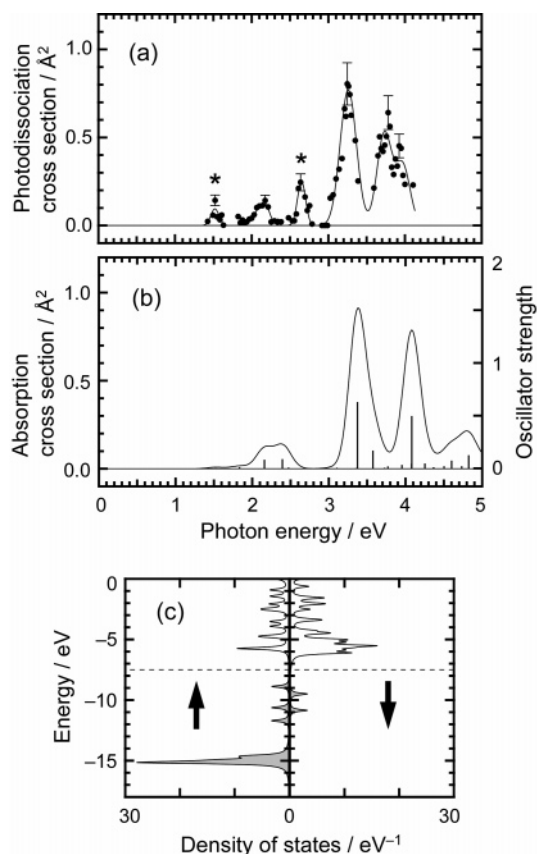 (a)
Photodissociation
cross section / Å²
1.0
0.5
0.0
*
*
(b)
Absorption
cross section / Å²
1.0
0.5
0.0
2
1
0
Oscillator strength
0 1 2 3 4 5
Photon energy / eV
(c)
Energy / eV
0
−5
−10
−15
30 0 30
Density of states / eV⁻¹